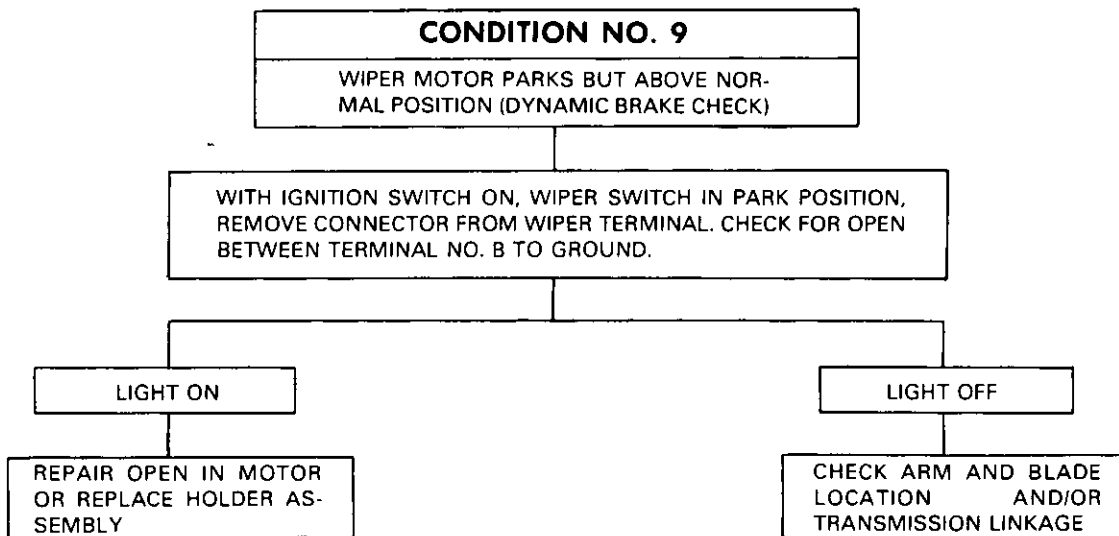 CONDITION NO. 9
WIPER MOTOR PARKS BUT ABOVE NOR-
MAL POSITION (DYNAMIC BRAKE CHECK)
WITH IGNITION SWITCH ON, WIPER SWITCH IN PARK POSITION,
REMOVE CONNECTOR FROM WIPER TERMINAL. CHECK FOR OPEN
BETWEEN TERMINAL NO. B TO GROUND.
LIGHT ON
LIGHT OFF
REPAIR OPEN IN MOTOR
OR REPLACE HOLDER AS-
SEMBLY
CHECK ARM AND BLADE
LOCATION AND/OR
TRANSMISSION LINKAGE